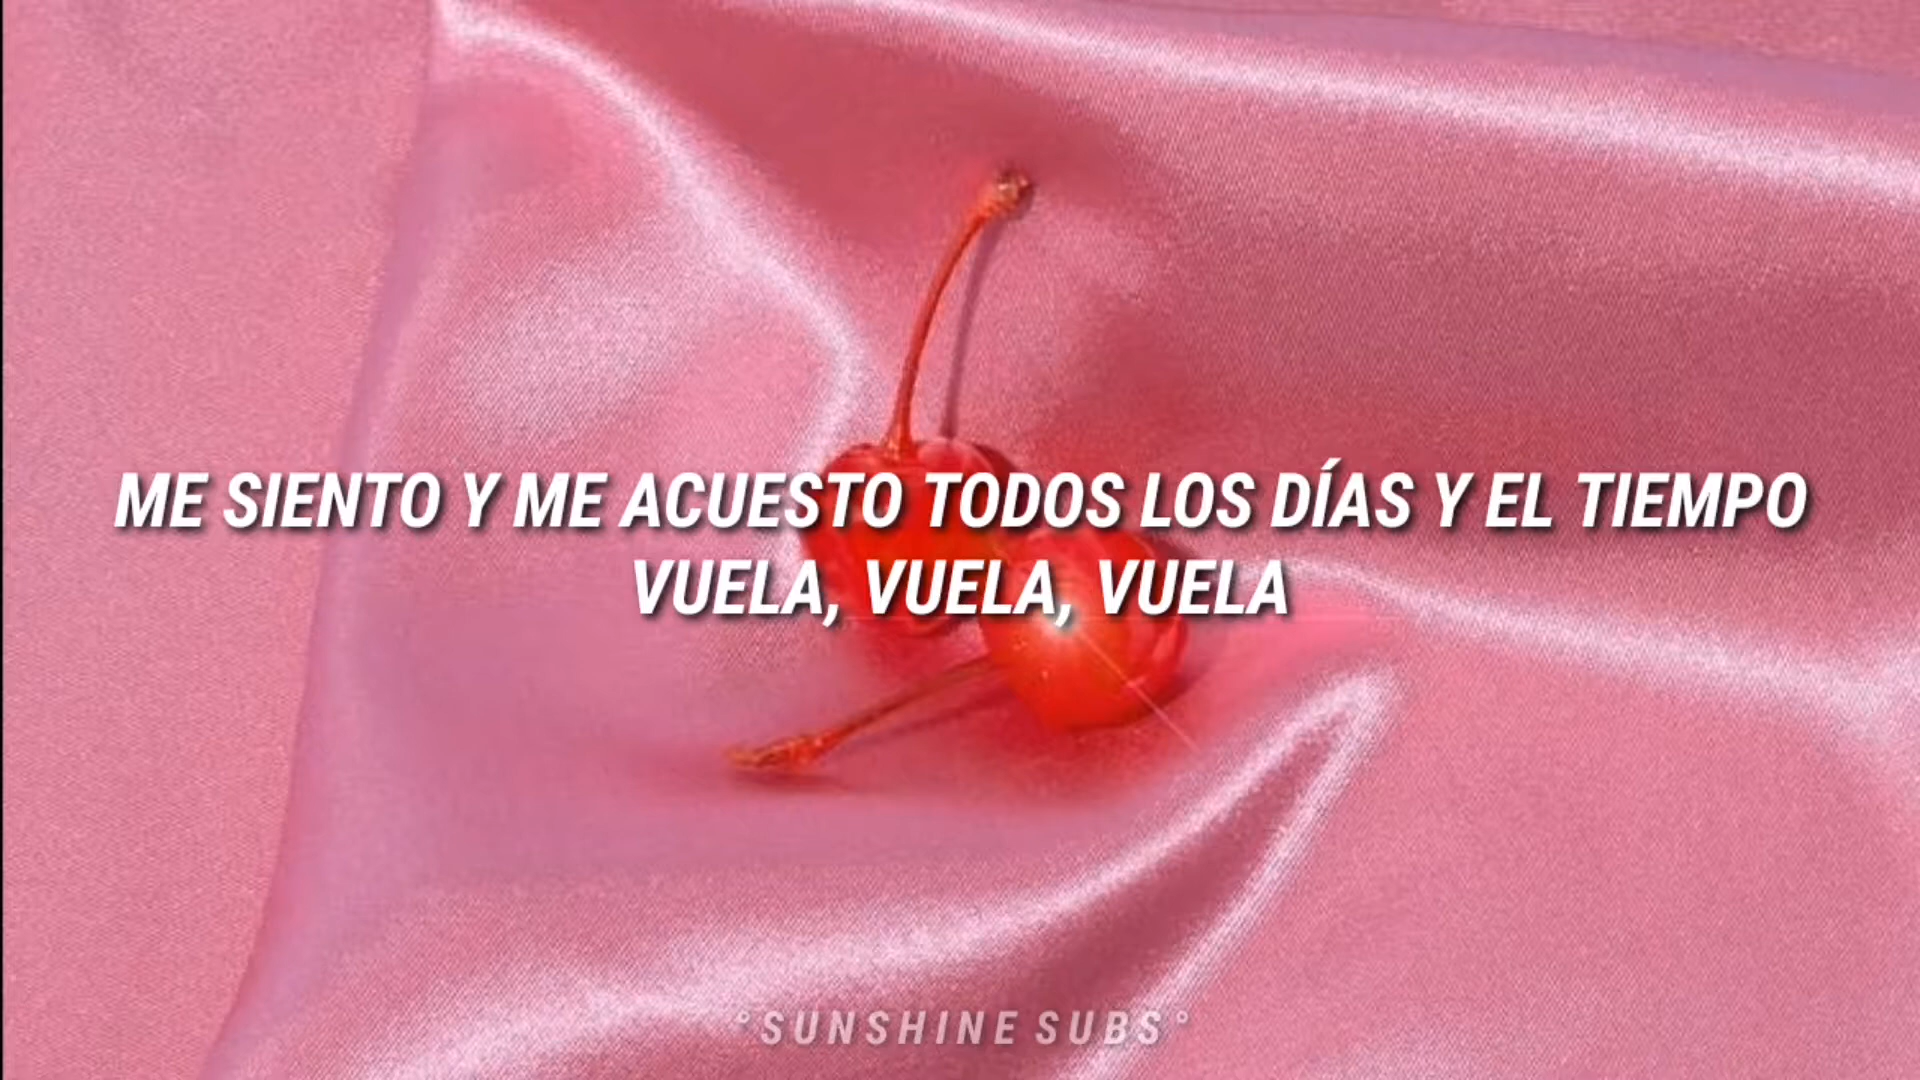 ME SIENTO Y ME ACUESTO TODOS LOS DÍAS Y EL TIEMPO
VUELA, VUELA, VUELA
°SUNSHINE SUBS°